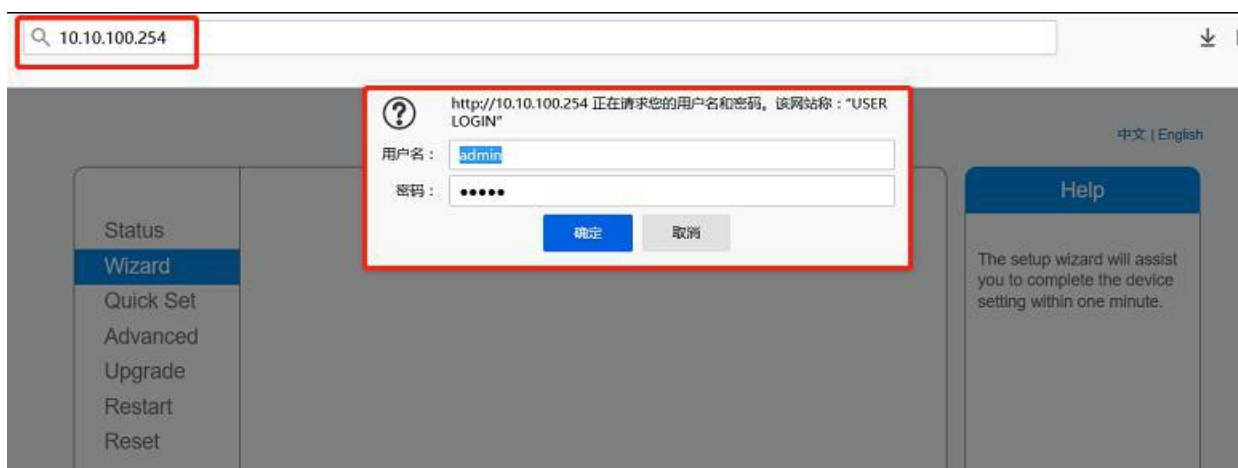 10.10.100.254
http://10.10.100.254 正在请求您的用户名和密码。该网站称："USER
LOGIN"
用户名：
admin
密码：
●●●●●
确定
取消
中文 | English
Status
Wizard
Quick Set
Advanced
Upgrade
Restart
Reset
Help
The setup wizard will assist
you to complete the device
setting within one minute.